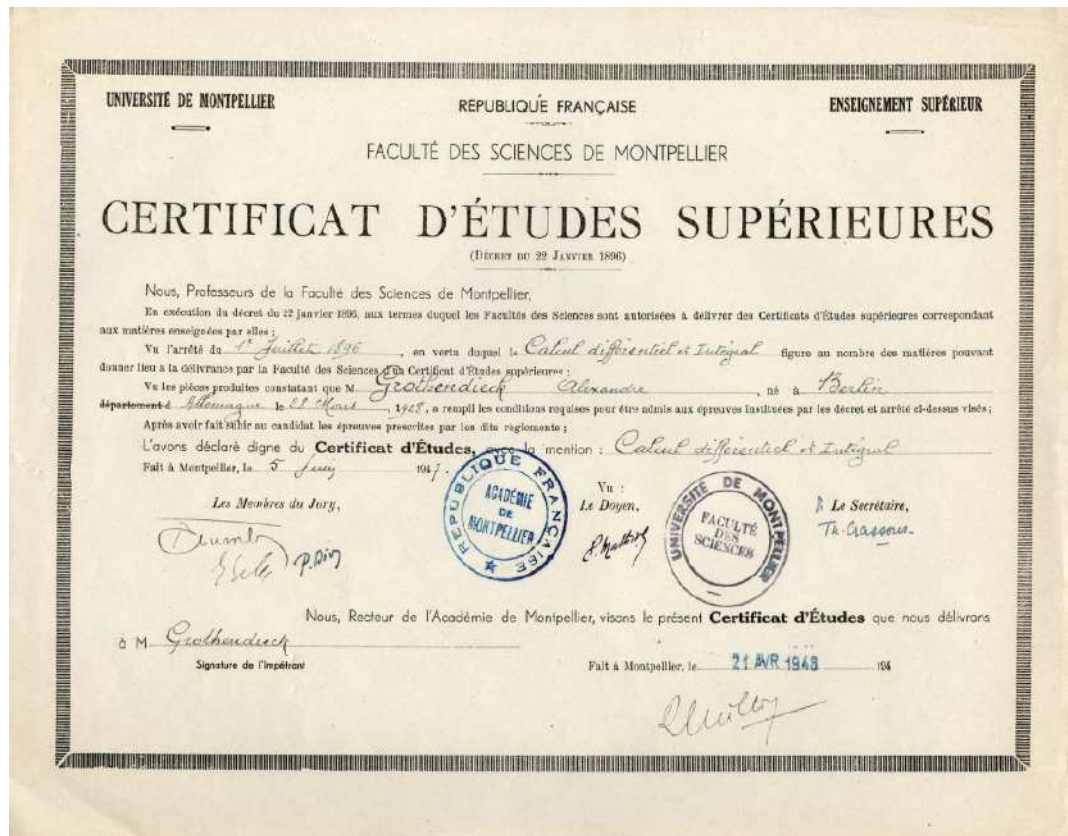 UNIVERSITÉ DE MONTPELLIER
RÉPUBLIQUE FRANÇAISE
ENSEIGNEMENT SUPÉRIEUR
FACULTÉ DES SCIENCES DE MONTPELLIER
CERTIFICAT D'ÉTUDES SUPÉRIEURES
(DÉCRET DU 22 JANVIER 1896)
Nous, Professeurs de la Faculté des Sciences de Montpellier,
En exécution du décret du 22 janvier 1896, aux termes duquel les Facultés des Sciences sont autorisées à délivrer des Certificats d'Études supérieures correspondant
aux matières enseignées par elles ;
Vu l'arrêté du 1er Juillet 1896, en vertu duquel le Calcul différentiel et Intégral figure au nombre des matières pouvant
donner lieu à la délivrance par la Faculté des Sciences d'un Certificat d'Études supérieures ;
Vu les pièces produites constatant que M Grothendieck Alexandre, né à Berlin
département d Allemagne le 28 Mars, 1928, a rempli les conditions requises pour être admis aux épreuves instituées par les décret et arrêté ci-dessus visés ;
Après avoir fait subir au candidat les épreuves prescrites par les dits règlements ;
L'avons déclaré digne du Certificat d'Études, avec la mention : Calcul différentiel et Intégral
Fait à Montpellier, le 5 1947.
Les Membres du Jury,
RÉPUBLIQUE FRANÇAISE
ACADÉMIE
DE
MONTPELLIER
Vu :
Le Doyen,
UNIVERSITÉ DE MONTPELLIER
FACULTÉ
DES
SCIENCES
Le Secrétaire,
Nous, Recteur de l'Académie de Montpellier, visons le présent Certificat d'Études que nous délivrons
à M Grothendieck
Signature de l'Impétrant
Fait à Montpellier, le 21 AVR 1948 194